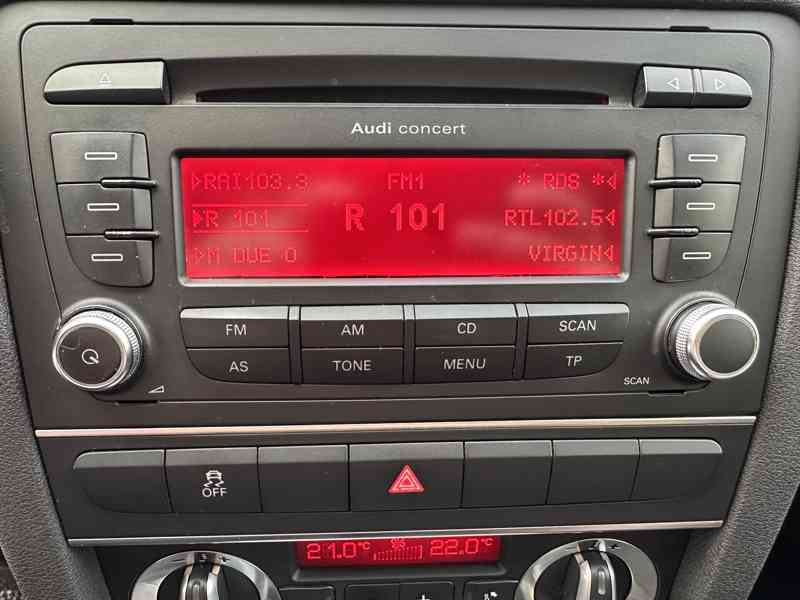 Audi concert
RAI103.3 FM1 * RDS *
R 101 R 101 RTL102.5
M DUE O VIRGIN
FM AM CD SCAN
AS TONE MENU TP
SCAN
OFF
21.0°C 22.0°C